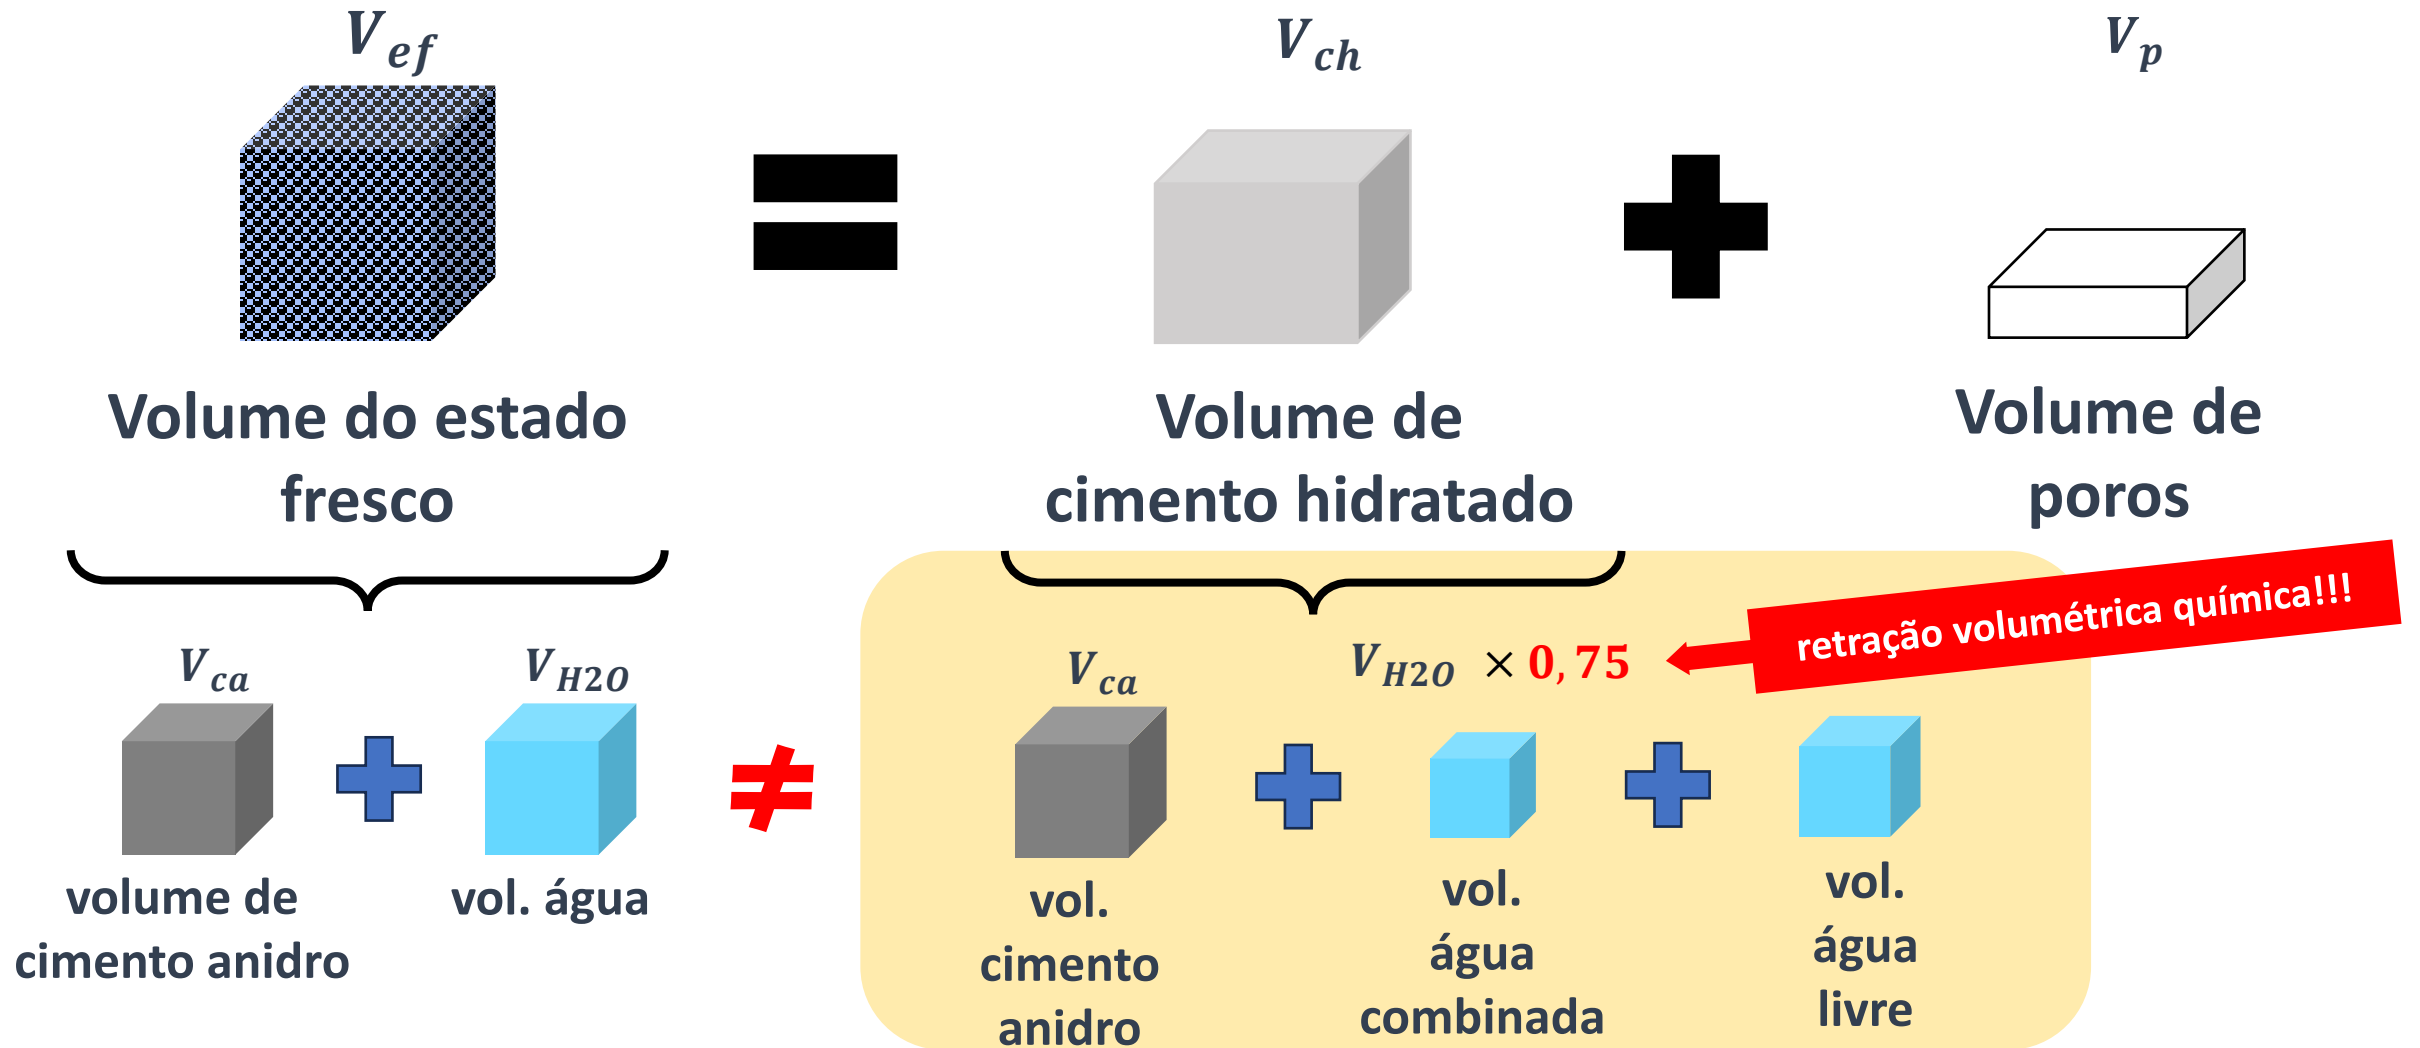 V_ef
V_ch
V_p
Volume do estado
fresco
Volume de
cimento hidratado
Volume de
poros
retração volumétrica química!!!
V_ca
V_H2O
V_ca
V_H2O × 0,75
≠
volume de
cimento anidro
vol. água
vol.
cimento
anidro
vol.
água
combinada
vol.
água
livre